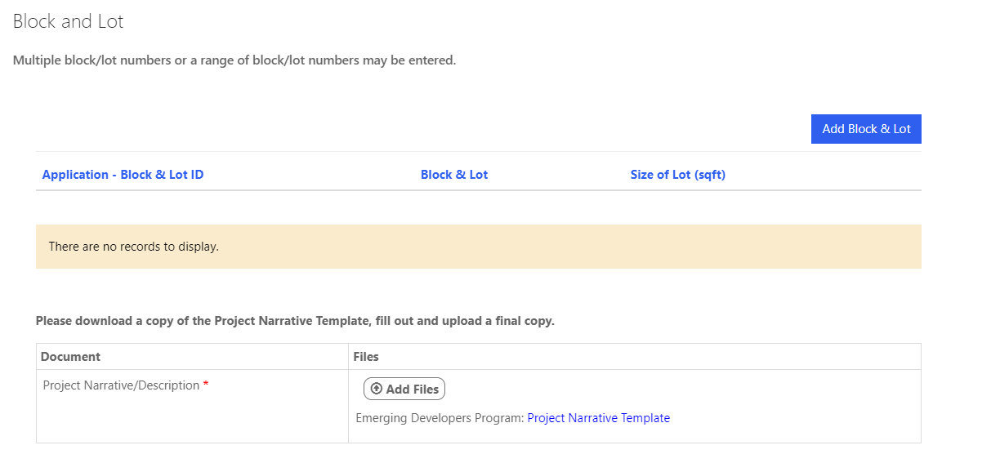 Block and Lot
Multiple block/lot numbers or a range of block/lot numbers may be entered.
Add Block & Lot
Application - Block & Lot ID Block & Lot Size of Lot (sqft)
There are no records to display.
Please download a copy of the Project Narrative Template, fill out and upload a final copy.
Document Files
Project Narrative/Description * Add Files
Emerging Developers Program: Project Narrative Template